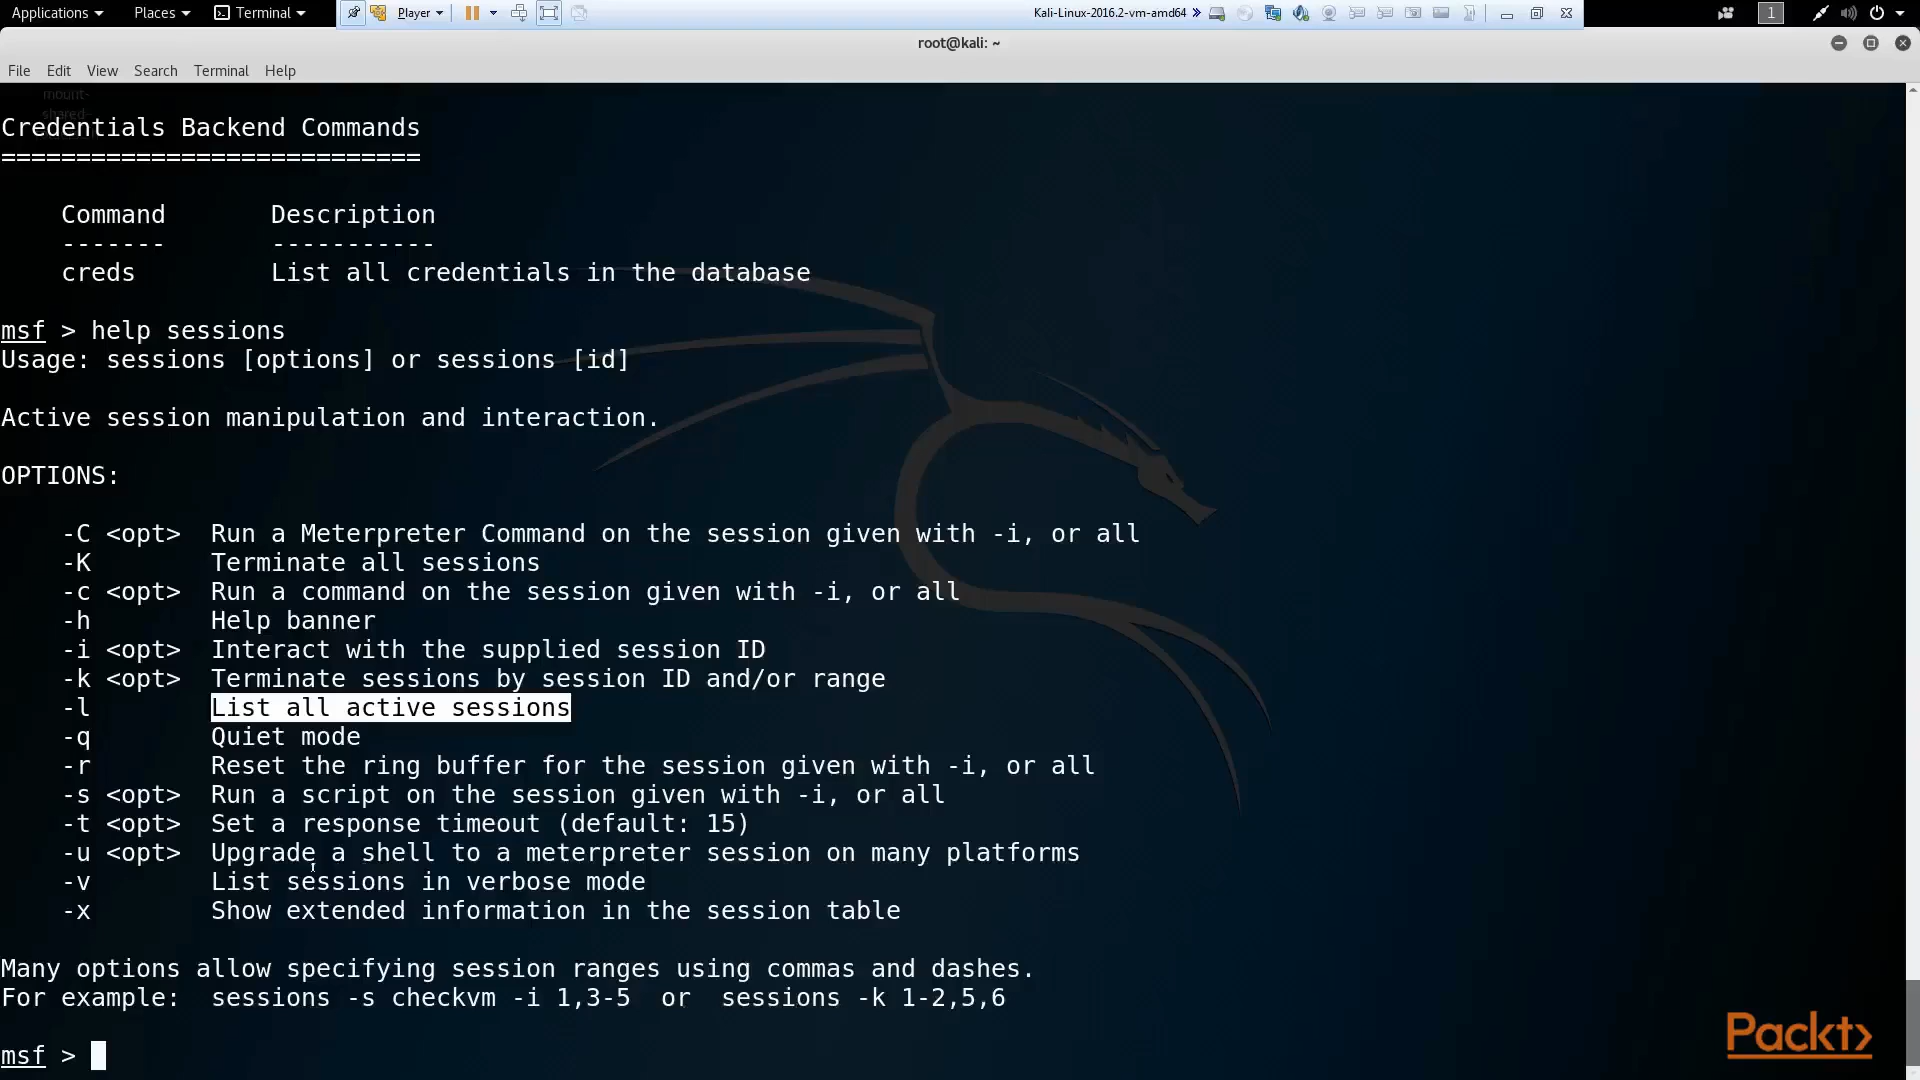 Applications Places Terminal Player Kali-Linux-2016.2-vm-amd64 » 1
root@kali: ~
File Edit View Search Terminal Help
mount-
shared-
Credentials Backend Commands
============================
Command Description
------- -----------
creds List all credentials in the database
msf > help sessions
Usage: sessions [options] or sessions [id]
Active session manipulation and interaction.
OPTIONS:
-C <opt> Run a Meterpreter Command on the session given with -i, or all
-K Terminate all sessions
-c <opt> Run a command on the session given with -i, or all
-h Help banner
-i <opt> Interact with the supplied session ID
-k <opt> Terminate sessions by session ID and/or range
-l List all active sessions
-q Quiet mode
-r Reset the ring buffer for the session given with -i, or all
-s <opt> Run a script on the session given with -i, or all
-t <opt> Set a response timeout (default: 15)
-u <opt> Upgrade a shell to a meterpreter session on many platforms
-v List sessions in verbose mode
-x Show extended information in the session table
Many options allow specifying session ranges using commas and dashes.
For example: sessions -s checkvm -i 1,3-5 or sessions -k 1-2,5,6
msf >
Packt>